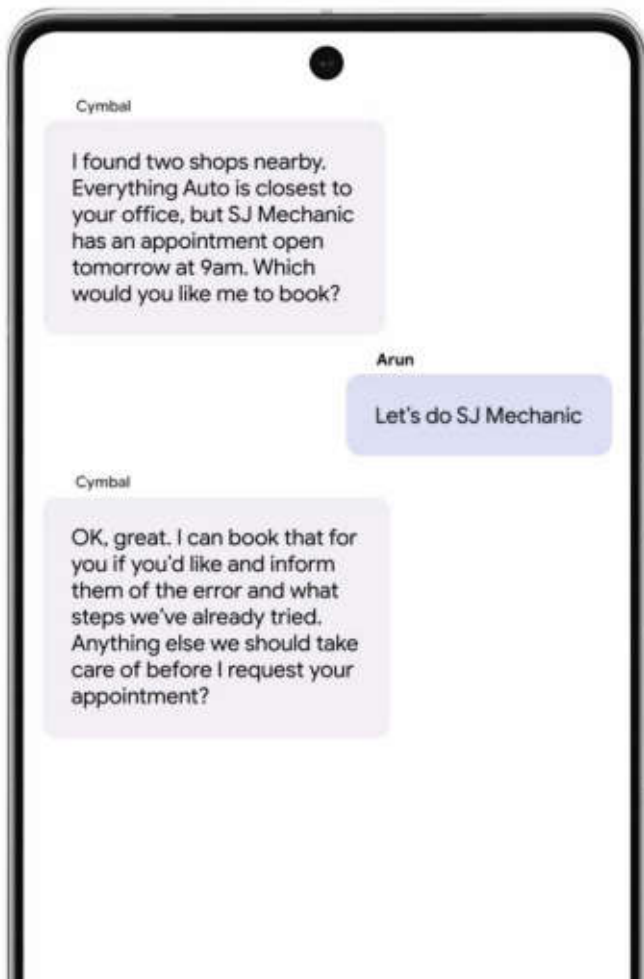 Cymbal
I found two shops nearby.
Everything Auto is closest to
your office, but SJ Mechanic
has an appointment open
tomorrow at 9am. Which
would you like me to book?
Arun
Let's do SJ Mechanic
Cymbal
OK, great. I can book that for
you if you'd like and inform
them of the error and what
steps we've already tried.
Anything else we should take
care of before I request your
appointment?